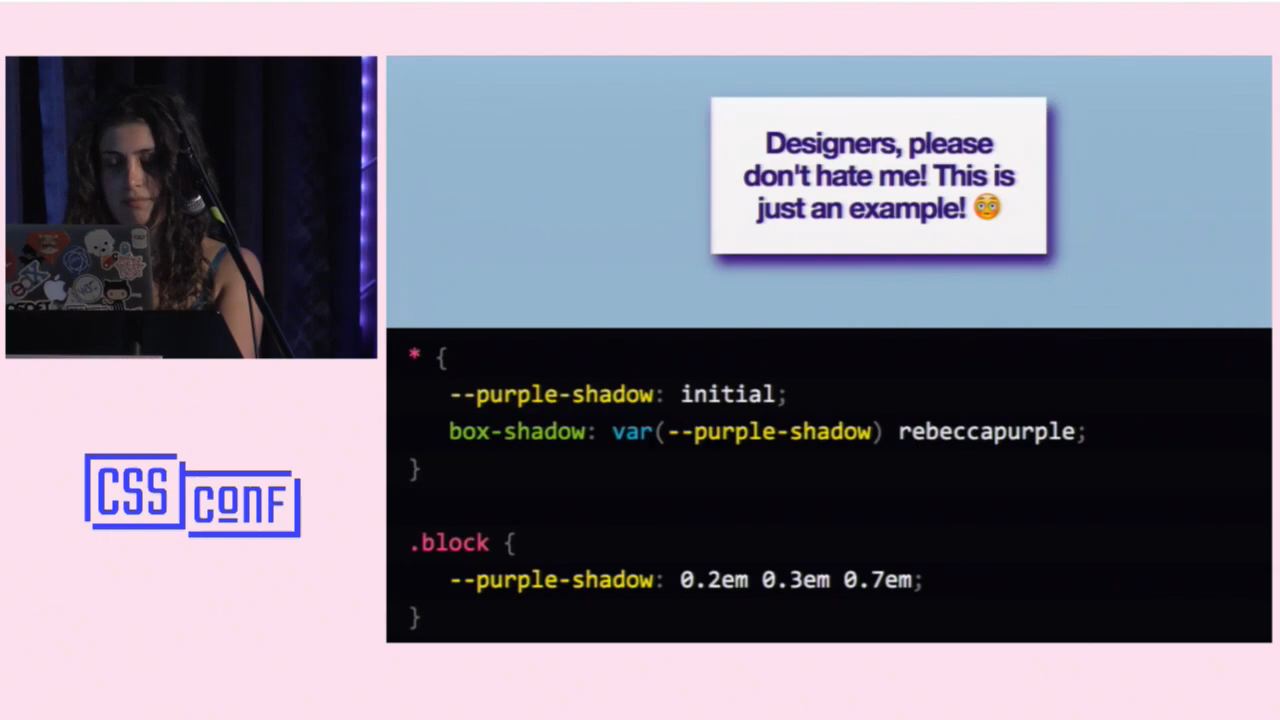 Designers, please
don't hate me! This is
just an example! 😳
* {
--purple-shadow: initial;
box-shadow: var(--purple-shadow) rebeccapurple;
}
.block {
--purple-shadow: 0.2em 0.3em 0.7em;
}
CSS
CONF